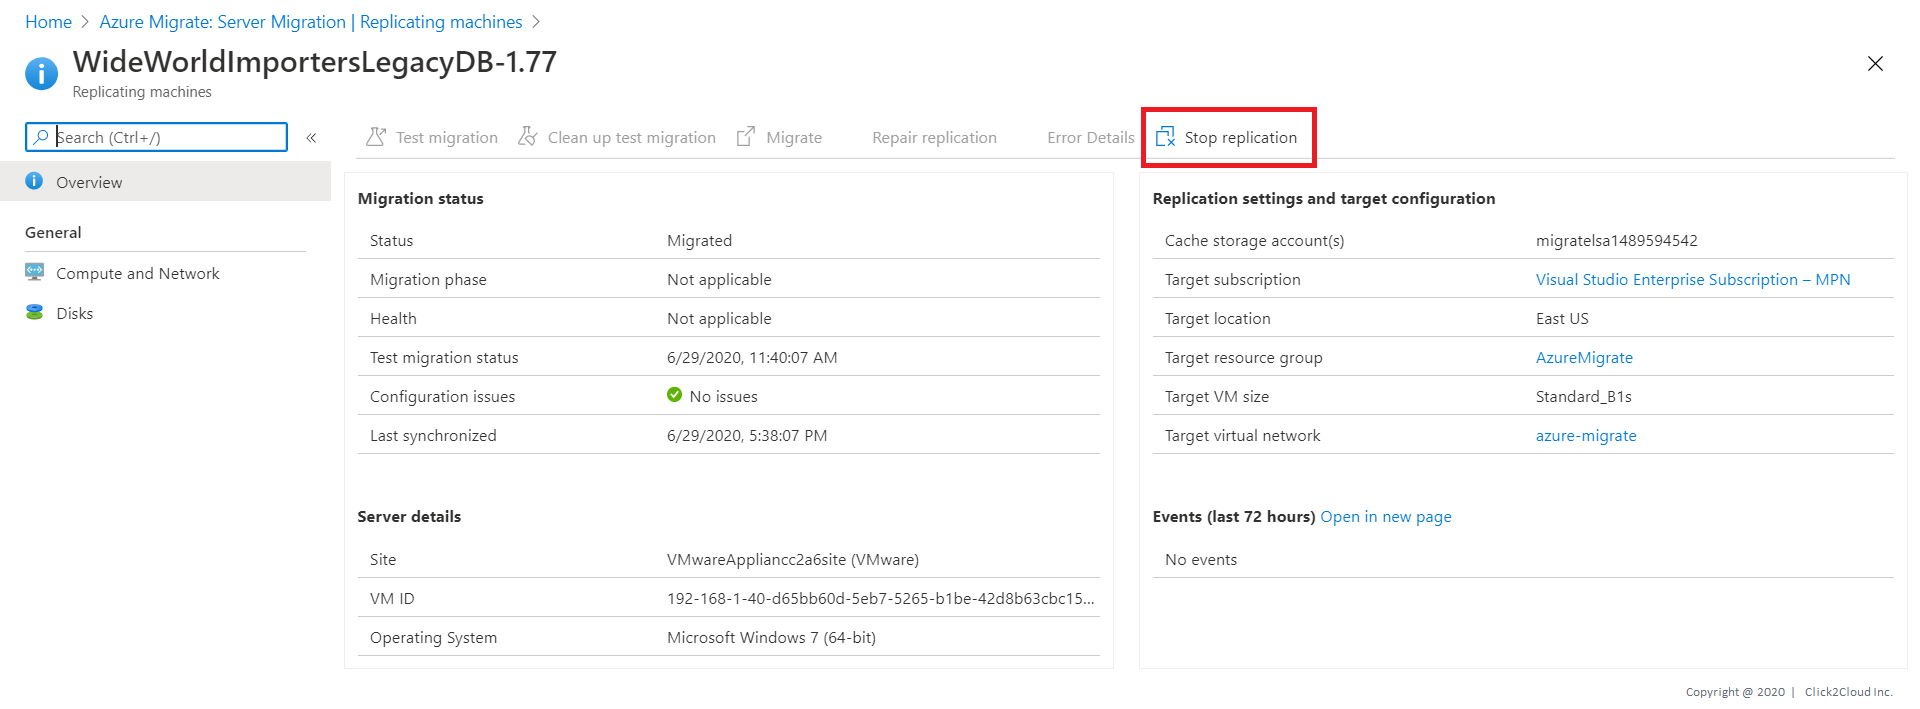 Home > Azure Migrate: Server Migration | Replicating machines >
WideWorldImportersLegacyDB-1.77
Replicating machines
Search (Ctrl+/)
«
Overview
General
Compute and Network
Disks
Test migration Clean up test migration Migrate Repair replication Error Details Stop replication
Migration status
Status Migrated
Migration phase Not applicable
Health Not applicable
Test migration status 6/29/2020, 11:40:07 AM
Configuration issues No issues
Last synchronized 6/29/2020, 5:38:07 PM
Server details
Site VMwareAppliancc2a6site (VMware)
VM ID 192-168-1-40-d65bb60d-5eb7-5265-b1be-42d8b63cbc15...
Operating System Microsoft Windows 7 (64-bit)
Replication settings and target configuration
Cache storage account(s) migratelsa1489594542
Target subscription Visual Studio Enterprise Subscription – MPN
Target location East US
Target resource group AzureMigrate
Target VM size Standard_B1s
Target virtual network azure-migrate
Events (last 72 hours) Open in new page
No events
Copyright @ 2020 | Click2Cloud Inc.